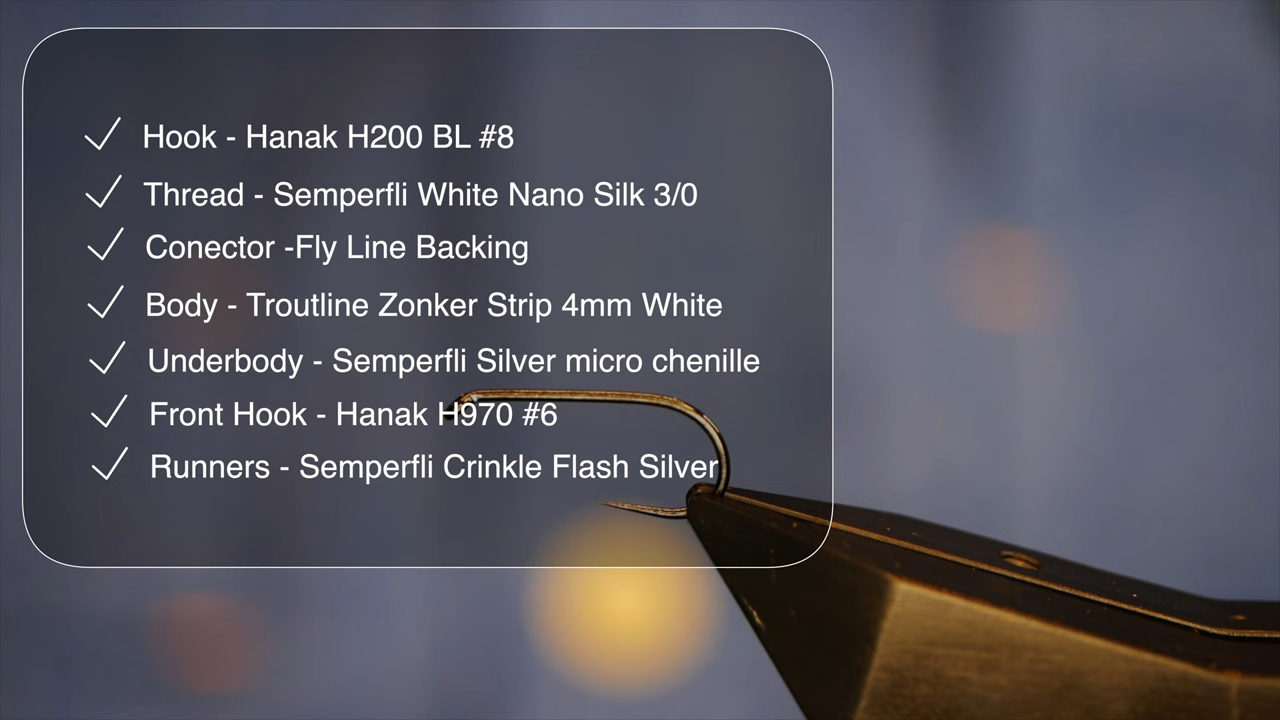 Hook - Hanak H200 BL #8
Thread - Semperfli White Nano Silk 3/0
Conector -Fly Line Backing
Body - Troutline Zonker Strip 4mm White
Underbody - Semperfli Silver micro chenille
Front Hook - Hanak H970 #6
Runners - Semperfli Crinkle Flash Silver